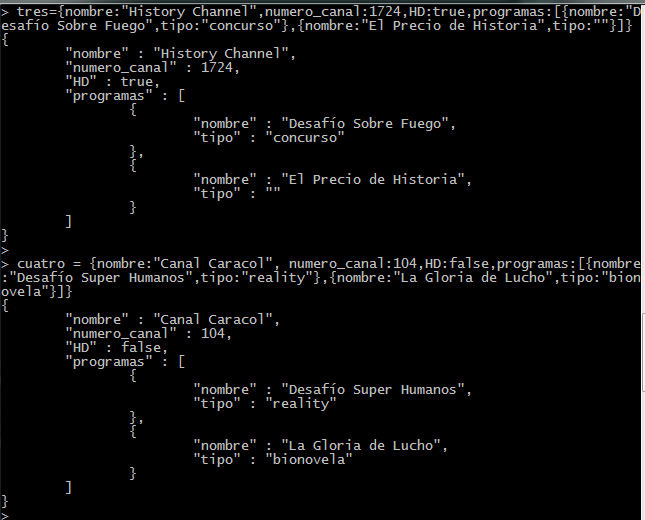 > tres={nombre:"History Channel",numero_canal:1724,HD:true,programas:[{nombre:"D
esafío Sobre Fuego",tipo:"concurso"},{nombre:"El Precio de Historia",tipo:""}]}
{
        "nombre" : "History Channel",
        "numero_canal" : 1724,
        "HD" : true,
        "programas" : [
                {
                        "nombre" : "Desafío Sobre Fuego",
                        "tipo" : "concurso"
                },
                {
                        "nombre" : "El Precio de Historia",
                        "tipo" : ""
                }
        ]
}
>
> cuatro = {nombre:"Canal Caracol", numero_canal:104,HD:false,programas:[{nombre
:"Desafío Super Humanos",tipo:"reality"},{nombre:"La Gloria de Lucho",tipo:"bion
ovela"}]}
{
        "nombre" : "Canal Caracol",
        "numero_canal" : 104,
        "HD" : false,
        "programas" : [
                {
                        "nombre" : "Desafío Super Humanos",
                        "tipo" : "reality"
                },
                {
                        "nombre" : "La Gloria de Lucho",
                        "tipo" : "bionovela"
                }
        ]
}
>